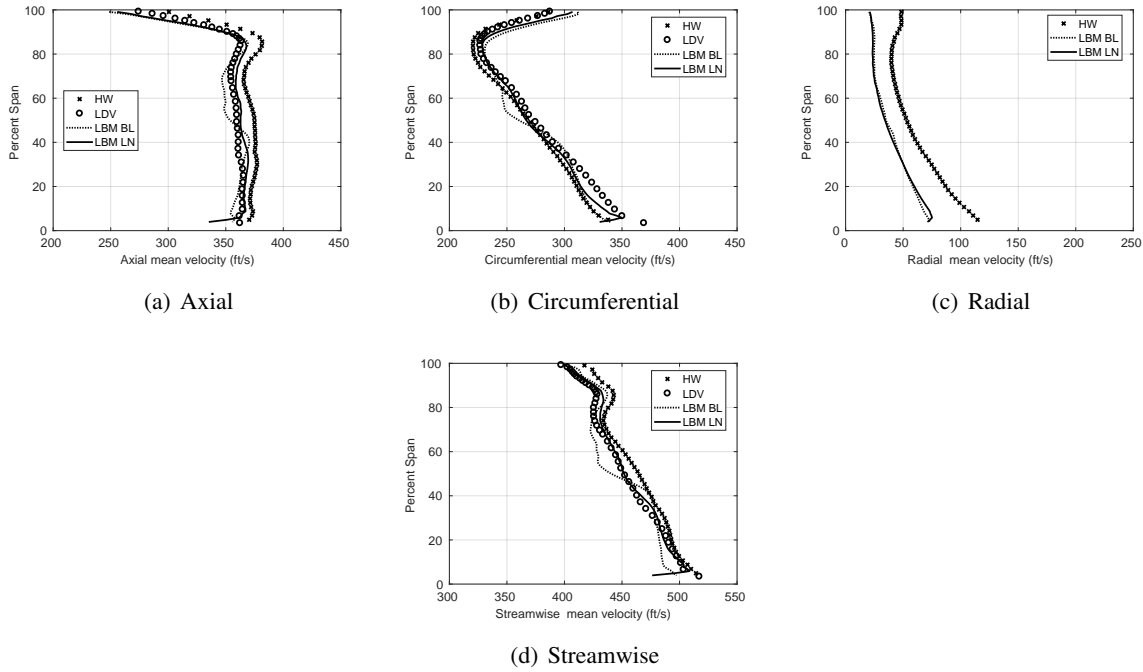 100
80
60
40
20
0
Percent Span
HW
LDV
LBM BL
LBM LN
200 250 300 350 400 450
Axial mean velocity (ft/s)
(a) Axial
100
80
60
40
20
0
Percent Span
HW
LDV
LBM BL
LBM LN
200 250 300 350 400 450
Circumferential mean velocity (ft/s)
(b) Circumferential
100
80
60
40
20
0
Percent Span
HW
LBM BL
LBM LN
0 50 100 150 200 250
Radial mean velocity (ft/s)
(c) Radial
100
80
60
40
20
0
Percent Span
HW
LDV
LBM BL
LBM LN
300 350 400 450 500 550
Streamwise mean velocity (ft/s)
(d) Streamwise